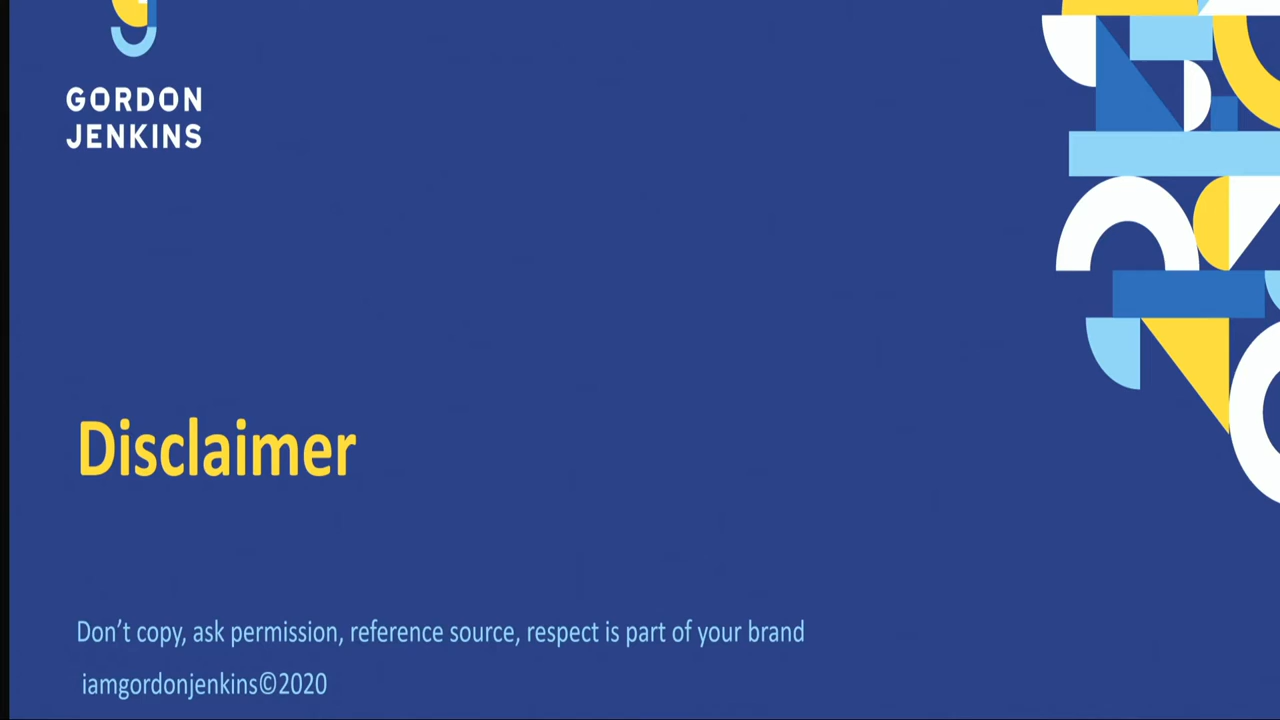 GORDON
JENKINS
Disclaimer
Don't copy, ask permission, reference source, respect is part of your brand
iamgordonjenkins©2020